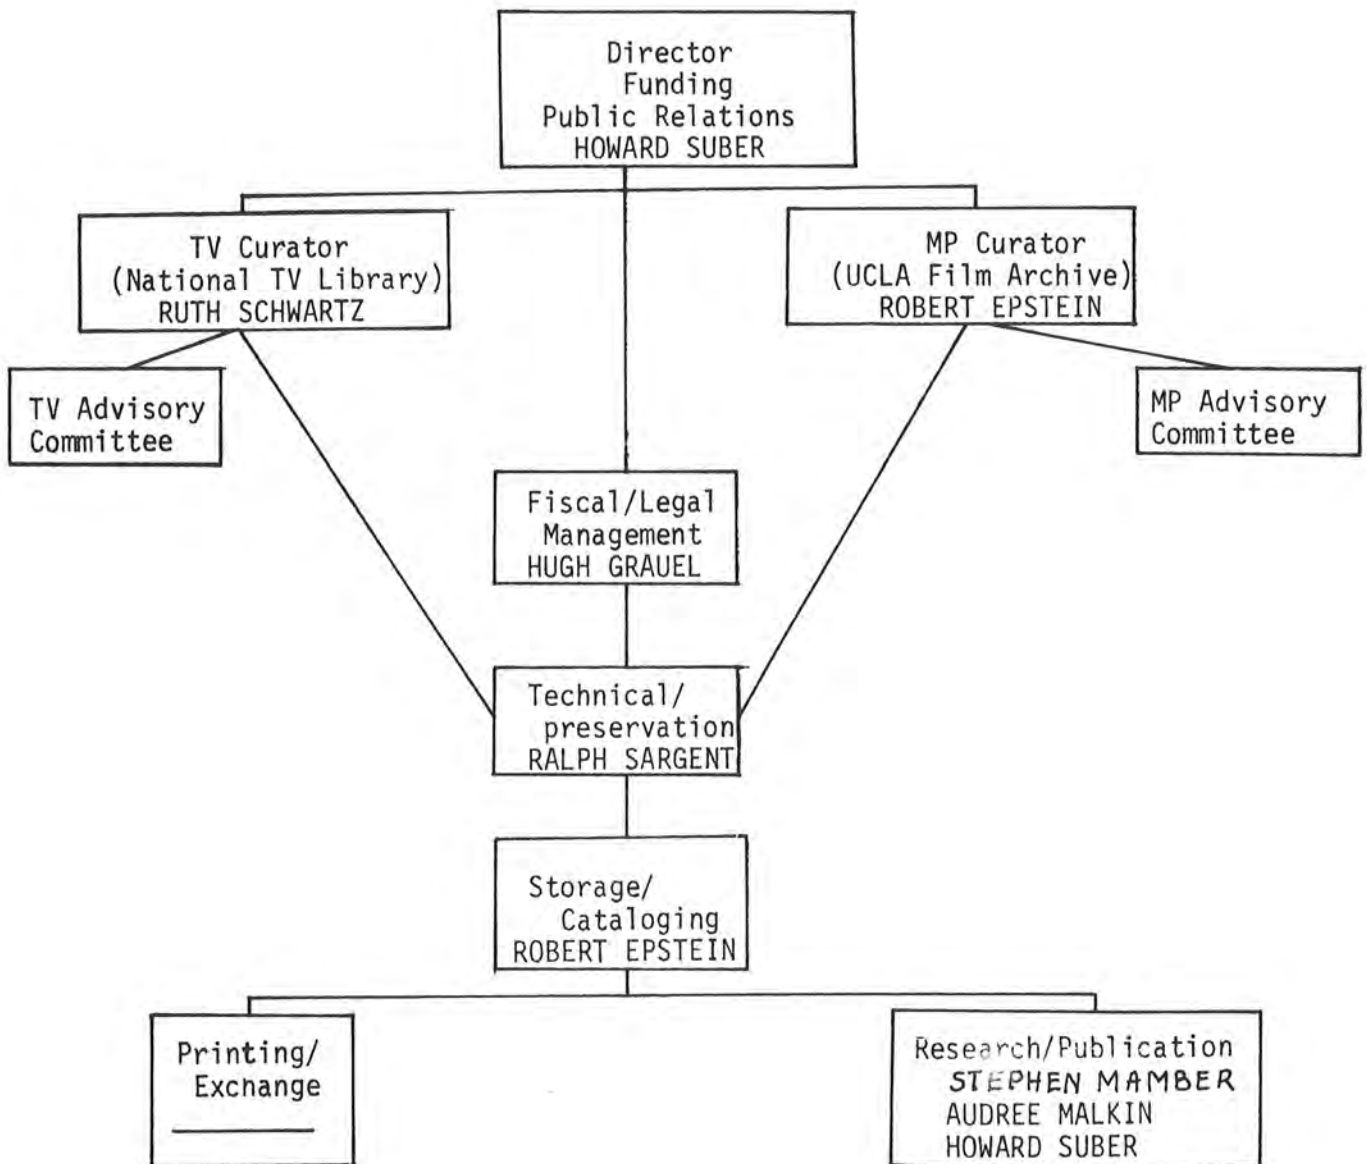 Director
Funding
Public Relations
HOWARD SUBER
TV Curator
(National TV Library)
RUTH SCHWARTZ
MP Curator
(UCLA Film Archive)
ROBERT EPSTEIN
TV Advisory
Committee
MP Advisory
Committee
Fiscal/Legal
Management
HUGH GRAUEL
Technical/
preservation
RALPH SARGENT
Storage/
Cataloging
ROBERT EPSTEIN
Printing/
Exchange
Research/Publication
STEPHEN MAMBER
AUDREE MALKIN
HOWARD SUBER